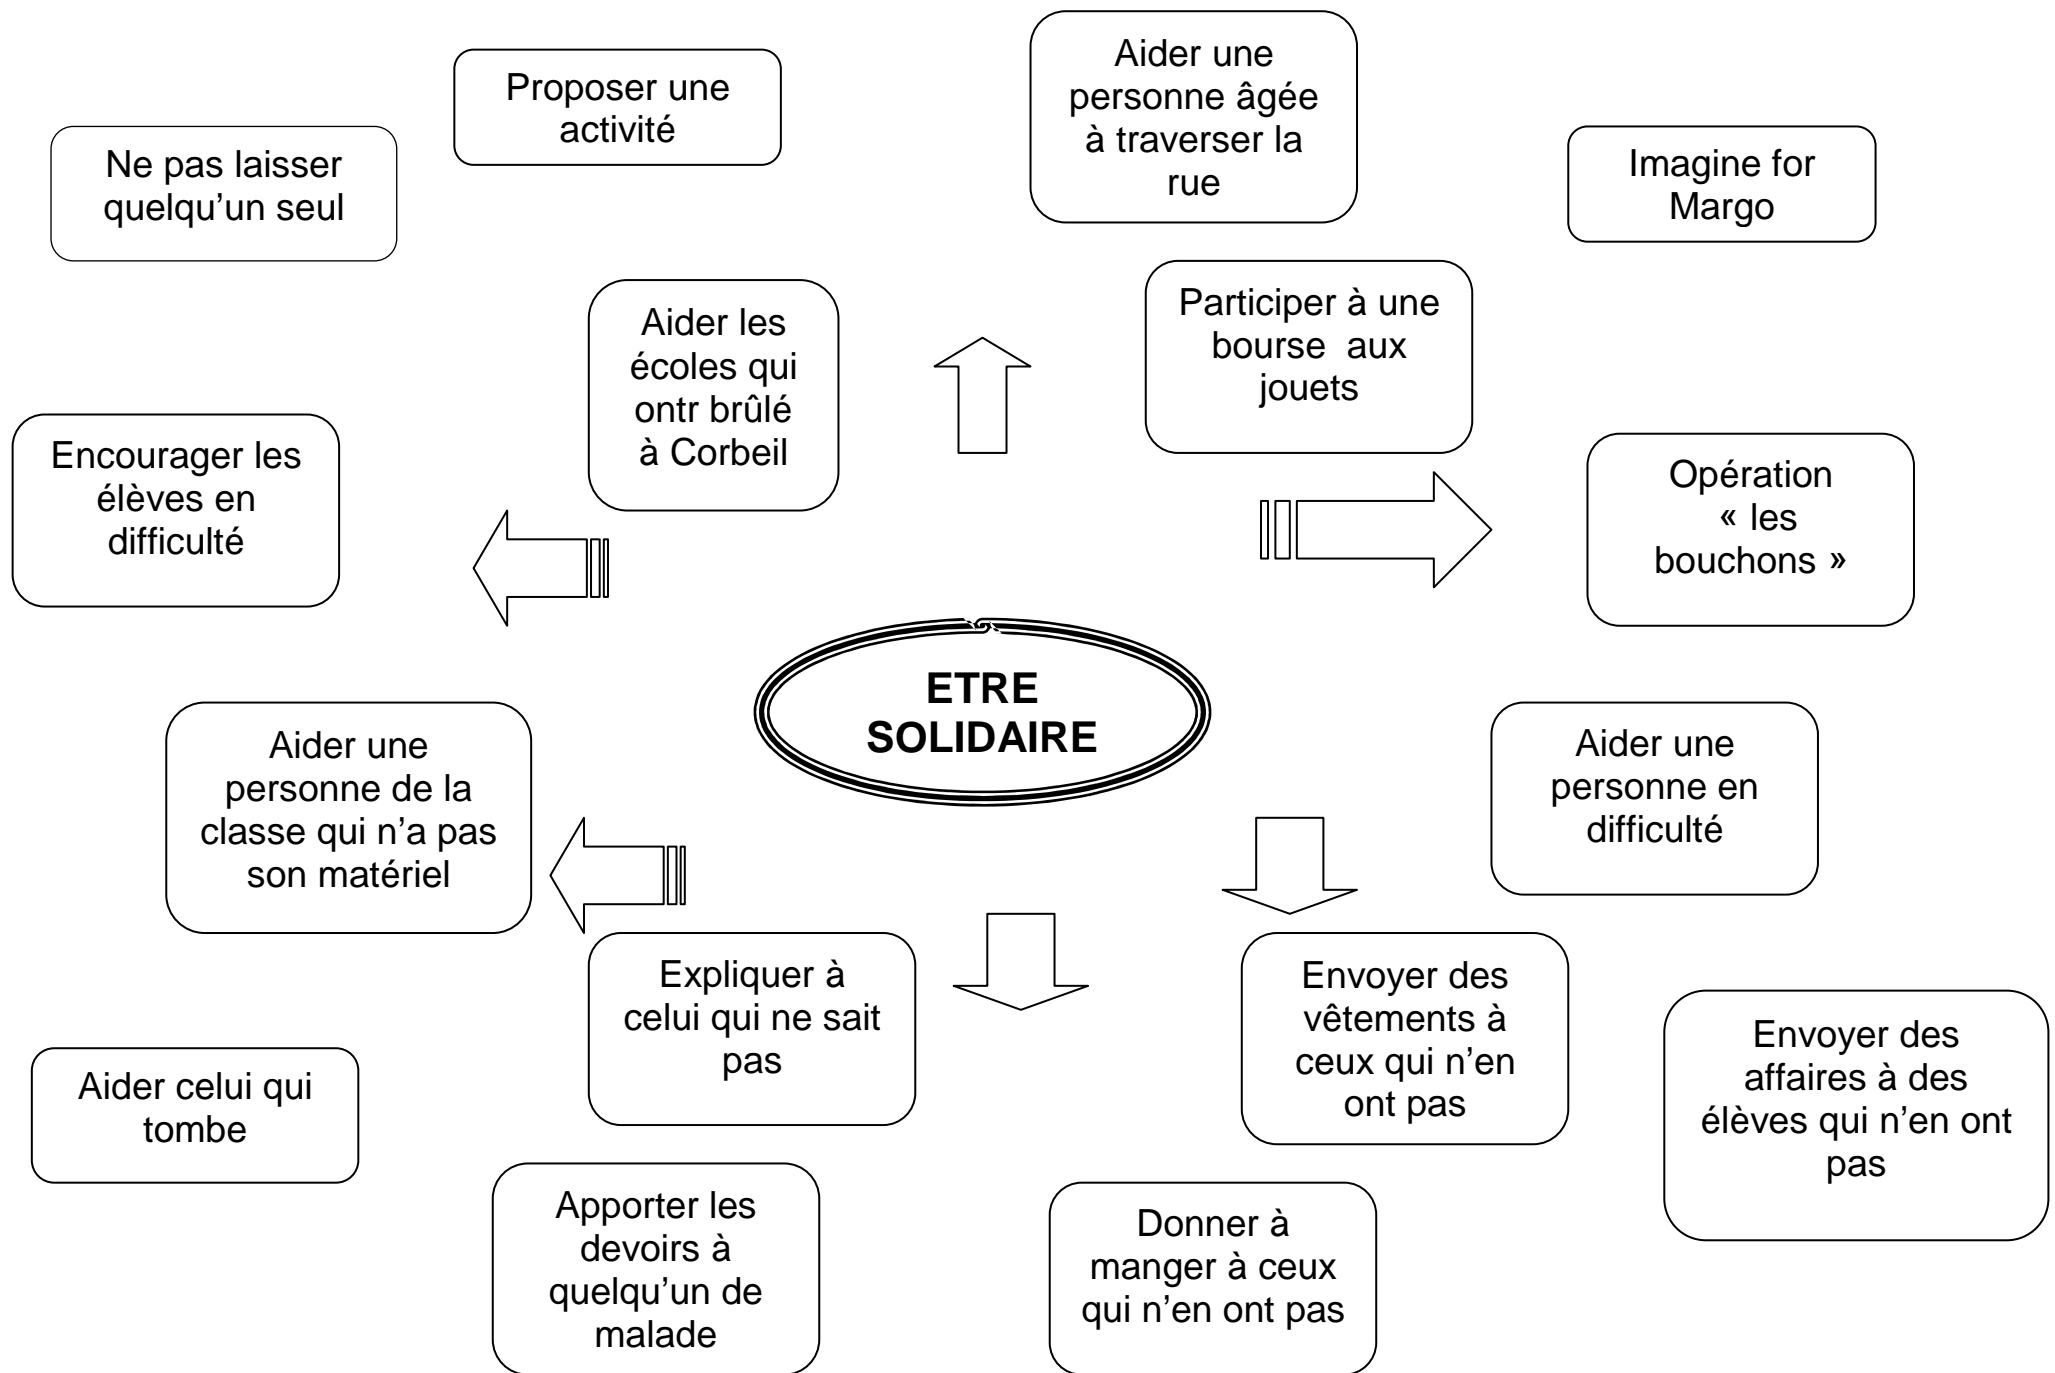 Proposer une
activité
Aider une
personne âgée
à traverser la
rue
Ne pas laisser
quelqu’un seul
Imagine for
Margo
Aider les
écoles qui
ontr brûlé
à Corbeil
Participer à une
bourse  aux
jouets
Encourager les
élèves en
difficulté
Opération
« les
bouchons »
ETRE
SOLIDAIRE
Aider une
personne de la
classe qui n’a pas
son matériel
Aider une
personne en
difficulté
Expliquer à
celui qui ne sait
pas
Envoyer des
vêtements à
ceux qui n’en
ont pas
Envoyer des
affaires à des
élèves qui n’en ont
pas
Aider celui qui
tombe
Apporter les
devoirs à
quelqu’un de
malade
Donner à
manger à ceux
qui n’en ont pas